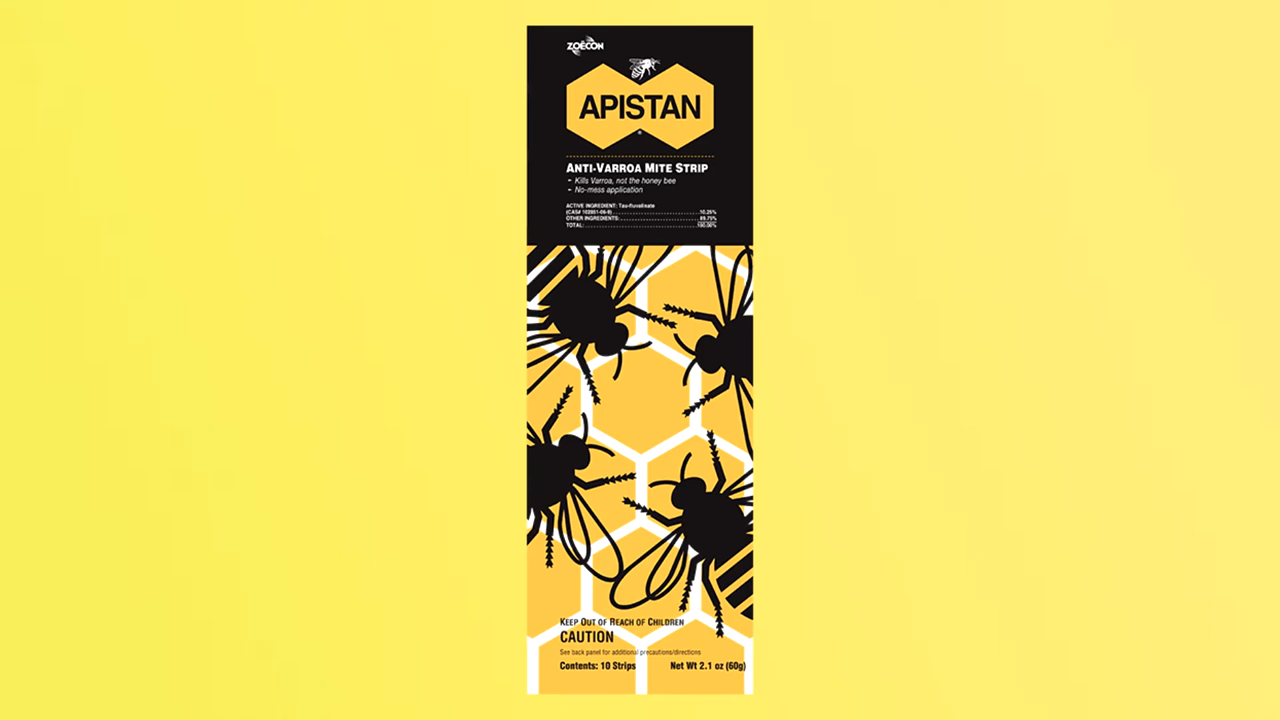 ZOËCON
APISTAN
®
ANTI-VARROA MITE STRIP
- Kills Varroa, not the honey bee
- No-mess application
ACTIVE INGREDIENT: Tau-fluvalinate
(CAS# 102851-06-9) 10.25%
OTHER INGREDIENTS: 89.75%
TOTAL: 100.00%
KEEP OUT OF REACH OF CHILDREN
CAUTION
See back panel for additional precautions/directions
Contents: 10 Strips Net Wt 2.1 oz (60g)